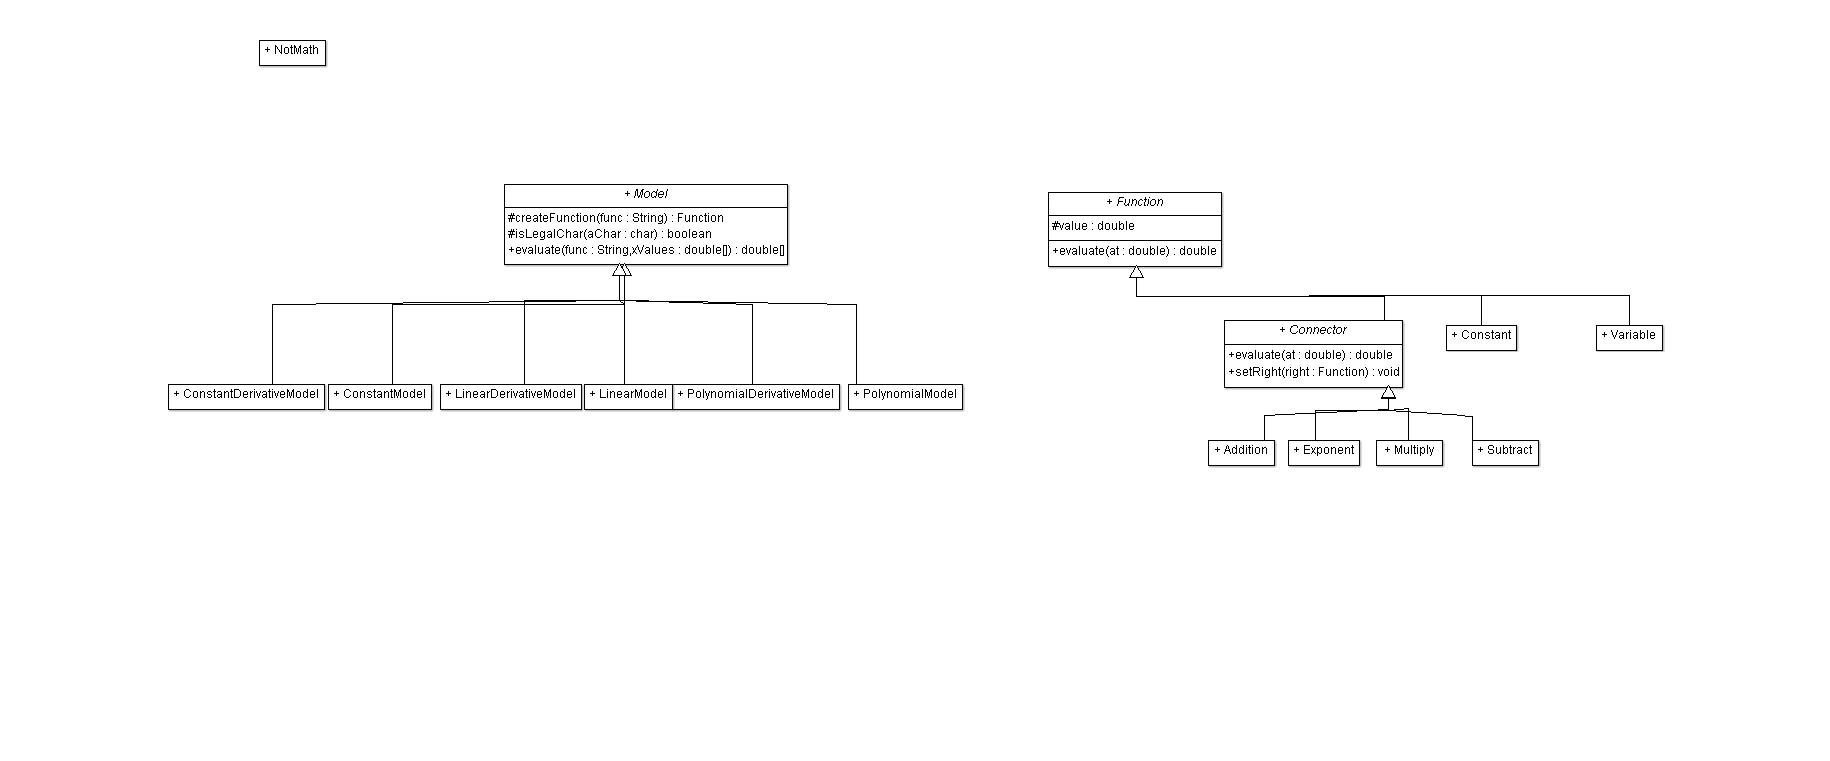 + NotMath
+ Model
#createFunction(func : String) : Function
#isLegalChar(aChar : char) : boolean
+evaluate(func : String,xValues : double[]) : double[]
+ Function
#value : double
+evaluate(at : double) : double
+ Connector
+evaluate(at : double) : double
+setRight(right : Function) : void
+ Constant
+ Variable
+ ConstantDerivativeModel
+ ConstantModel
+ LinearDerivativeModel
+ LinearModel
+ PolynomialDerivativeModel
+ PolynomialModel
+ Addition
+ Exponent
+ Multiply
+ Subtract